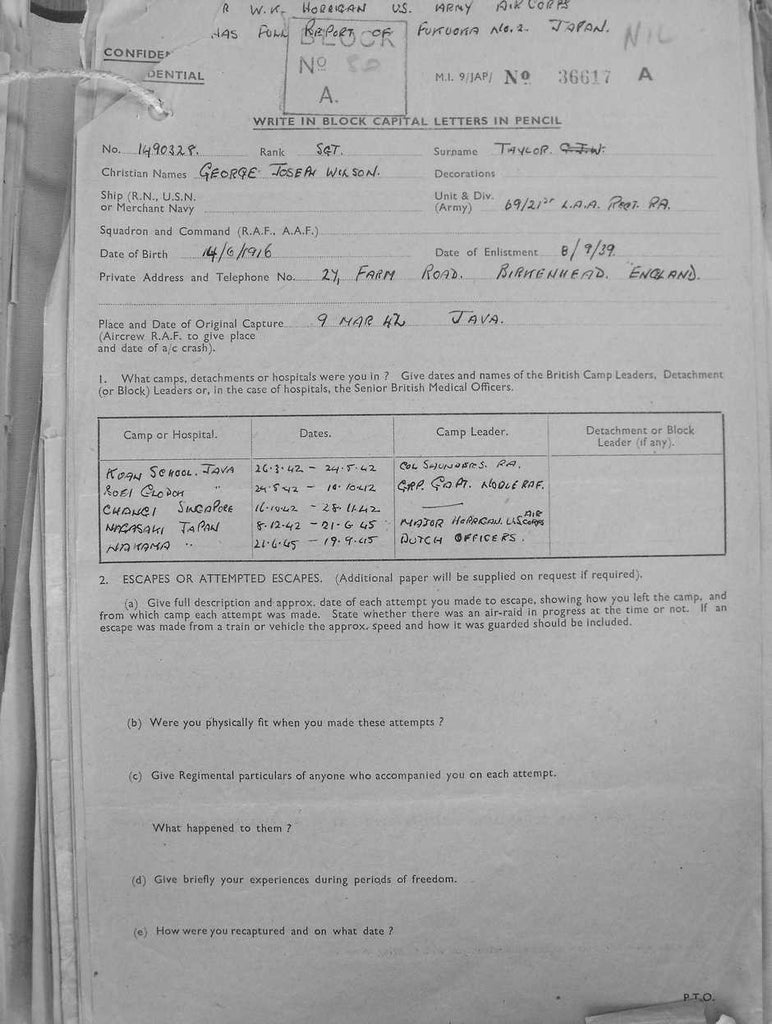 R W.K. HORRIGAN US. ARMY AIR CORPS
HAS FULL REPORT OF FUKUOKA No. 2. JAPAN.
NIL
BLOCK
No 80
A.
CONFIDE
DENTIAL
M.I. 9/JAP/ No 36617 A
WRITE IN BLOCK CAPITAL LETTERS IN PENCIL
No. 1490328. Rank SGT. Surname TAYLOR. G.J.W.
Christian Names GEORGE JOSEPH WILSON. Decorations
Ship (R.N., U.S.N. or Merchant Navy Unit & Div. (Army) 69/21st L.A.A. REGT. RA.
Squadron and Command (R.A.F., A.A.F.)
Date of Birth 14/6/1916 Date of Enlistment 8/9/39.
Private Address and Telephone No. 27, FARM ROAD. BIRKENHEAD. ENGLAND.
Place and Date of Original Capture 9 MAR 42 JAVA.
(Aircrew R.A.F. to give place
and date of a/c crash).
1. What camps, detachments or hospitals were you in ? Give dates and names of the British Camp Leaders, Detachment
(or Block) Leaders or, in the case of hospitals, the Senior British Medical Officers.
Camp or Hospital. Dates. Camp Leader. Detachment or Block Leader (if any).
SCHOOL. JAVA 26.3.42 - 24.5.42 COL SAUNDERS. RA.
" 24.5.42 - 10.10.42 GRP. CAPT. NOBLE RAF.
CHANGI SINGAPORE 16.10.42 - 28.11.42
NAGASAKI JAPAN 8.12.42 - 21.6.45 MAJOR HORRIGAN. U.S. AIR CORPS
NAKAMA " 21.6.45 - 19.9.45 DUTCH OFFICERS.
2. ESCAPES OR ATTEMPTED ESCAPES. (Additional paper will be supplied on request if required).
(a) Give full description and approx. date of each attempt you made to escape, showing how you left the camp, and
from which camp each attempt was made. State whether there was an air-raid in progress at the time or not. If an
escape was made from a train or vehicle the approx. speed and how it was guarded should be included.
(b) Were you physically fit when you made these attempts ?
(c) Give Regimental particulars of anyone who accompanied you on each attempt.
What happened to them ?
(d) Give briefly your experiences during periods of freedom.
(e) How were you recaptured and on what date ?
P.T.O.